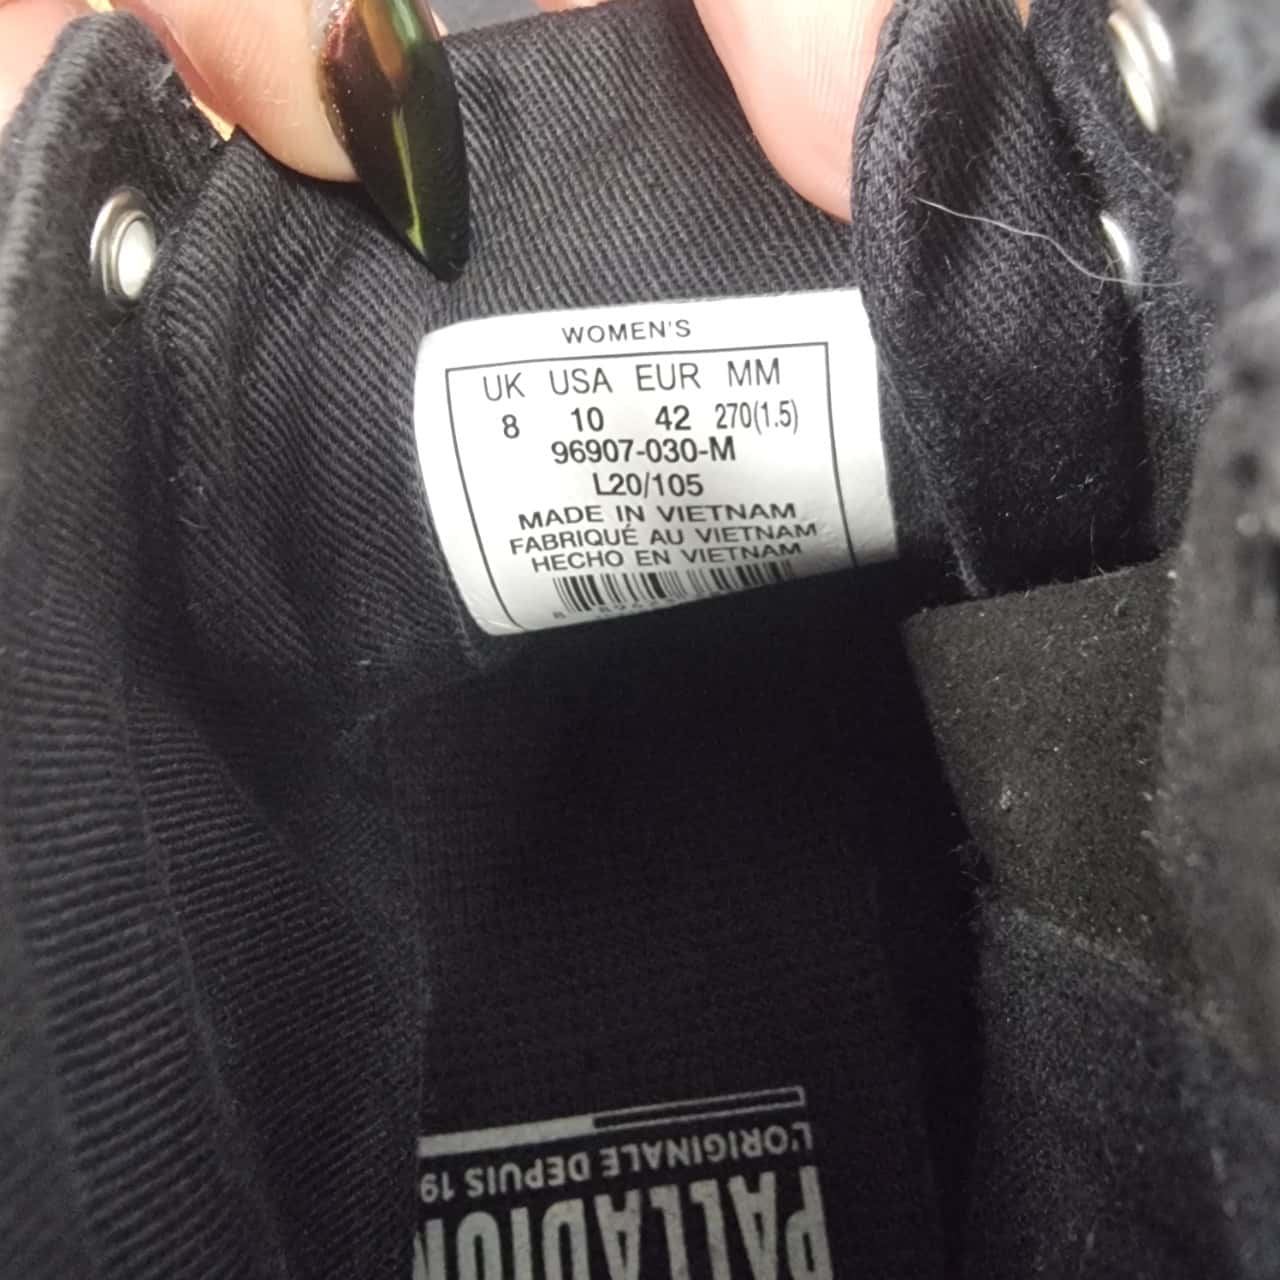 WOMEN'S
UK USA EUR MM
8 10 42 270(1.5)
96907-030-M
L20/105
MADE IN VIETNAM
FABRIQUÉ AU VIETNAM
HECHO EN VIETNAM
PALLADIUM
L'ORIGINALE DEPUIS 19